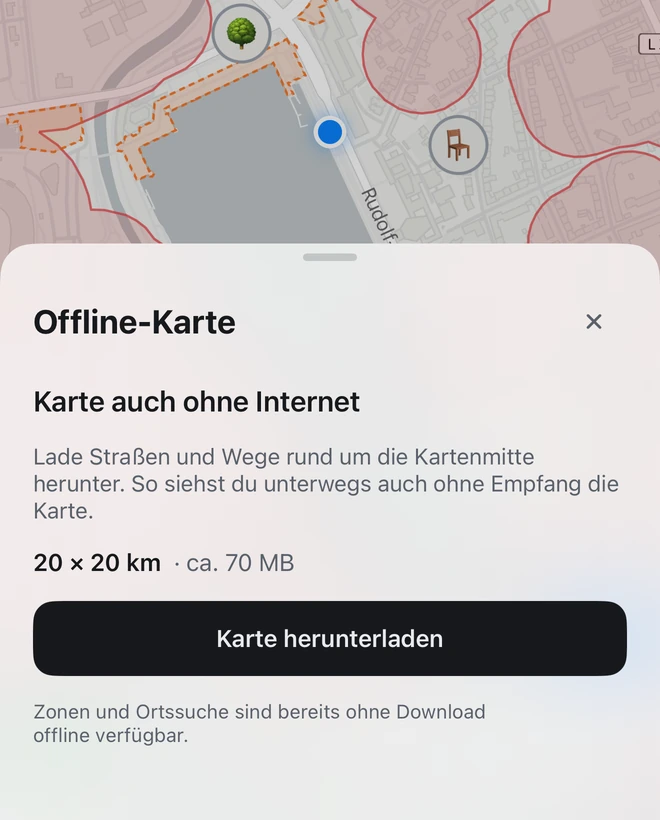 L
Rudolf-
Offline-Karte
Karte auch ohne Internet
Lade Straßen und Wege rund um die Kartenmitte
herunter. So siehst du unterwegs auch ohne Empfang die
Karte.
20 × 20 km · ca. 70 MB
Karte herunterladen
Zonen und Ortssuche sind bereits ohne Download
offline verfügbar.